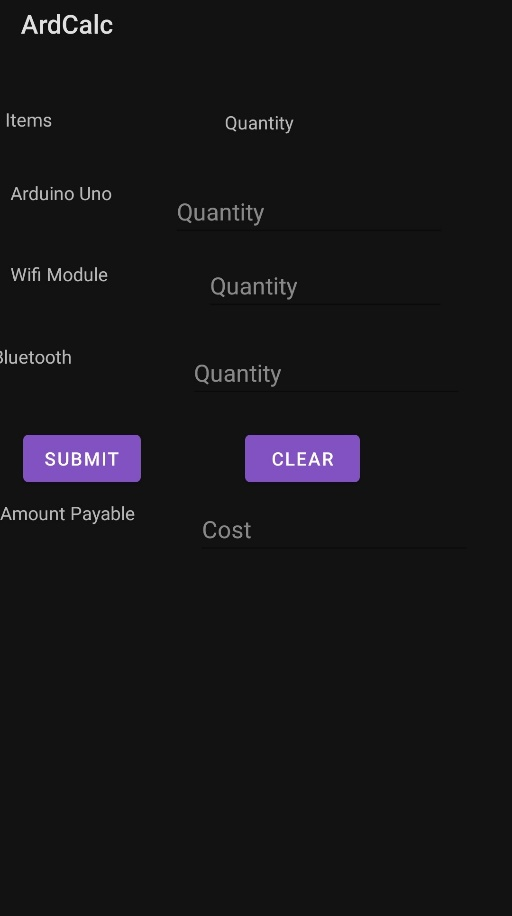 ArdCalc
Items Quantity
Arduino Uno Quantity
Wifi Module Quantity
Bluetooth Quantity
SUBMIT CLEAR
Amount Payable Cost